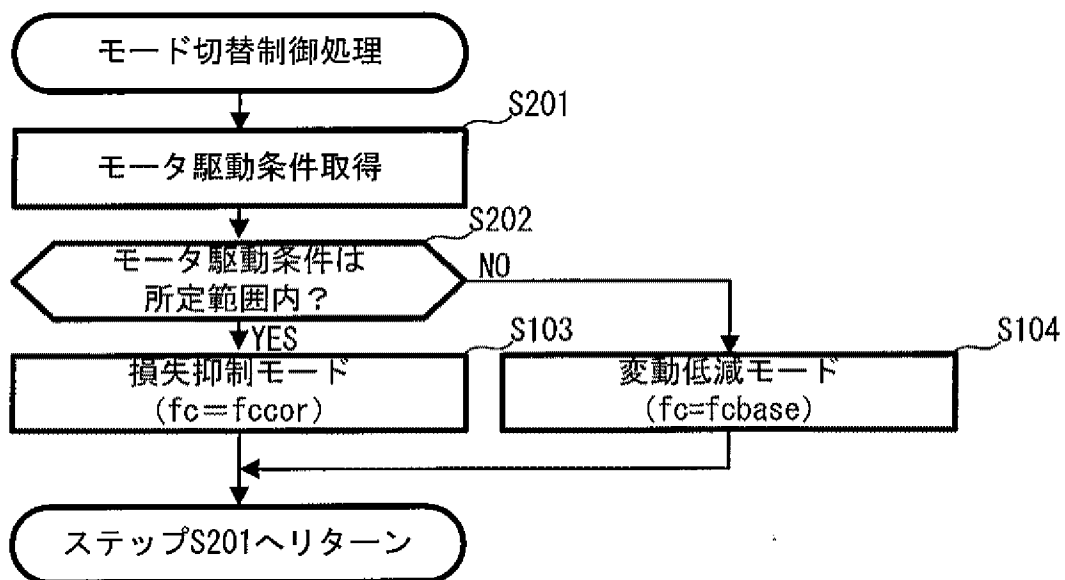 モード切替制御処理
S201
モータ駆動条件取得
S202
モータ駆動条件は
所定範囲内?
NO
YES
S103
損失抑制モード
(fc=fccor)
S104
変動低減モード
(fc=fcbase)
ステップS201へリターン